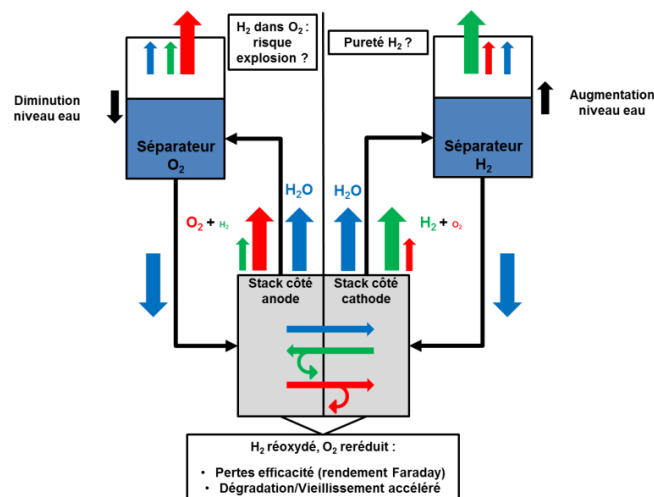 H₂ dans O₂ :
risque
explosion ?
Pureté H₂ ?
Diminution
niveau eau
Augmentation
niveau eau
Séparateur
O₂
Séparateur
H₂
H₂O
H₂O
O₂ + H₂
H₂ + O₂
Stack côté
anode
Stack côté
cathode
H₂ réoxydé, O₂ reréduit :
• Pertes efficacité (rendement Faraday)
• Dégradation/Vieillissement accéléré